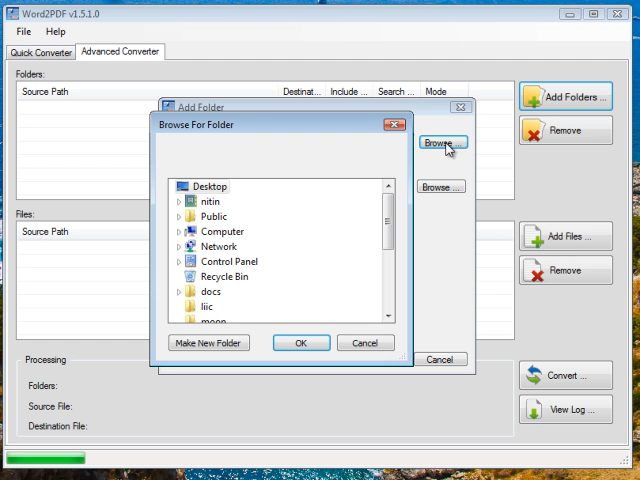 Word2PDF v1.5.1.0
File Help
Quick Converter Advanced Converter
Folders:
Source Path Destinat... Include ... Search ... Mode
Add Folders ...
Remove
Add Folder
Browse For Folder
Browse ...
Browse ...
Desktop
nitin
Public
Computer
Network
Control Panel
Recycle Bin
docs
liic
moon
Make New Folder OK Cancel
Cancel
Files:
Source Path
Add Files ...
Remove
Processing
Folders:
Source File:
Destination File:
Convert ...
View Log ...